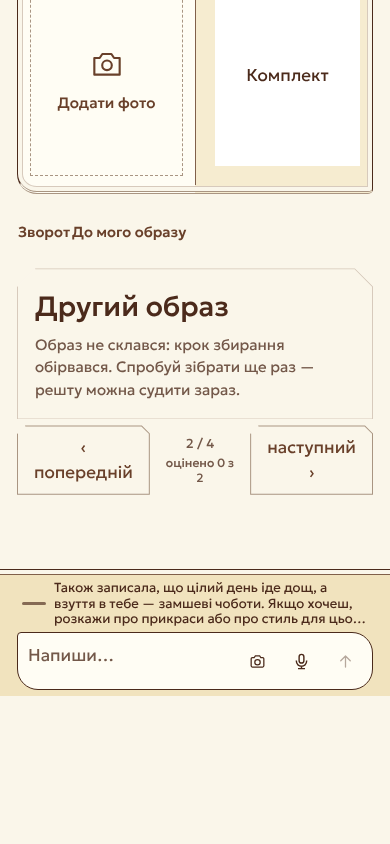 Додати фото
Комплект
Зворот До мого образу
Другий образ
Образ не склався: крок збирання
обірвався. Спробуй зібрати ще раз —
решту можна судити зараз.
‹
попередній
2 / 4
оцінено 0 з
2
наступний
›
Також записала, що цілий день іде дощ, а
взуття в тебе — замшеві чоботи. Якщо хочеш,
розкажи про прикраси або про стиль для цьо…
Напиши…